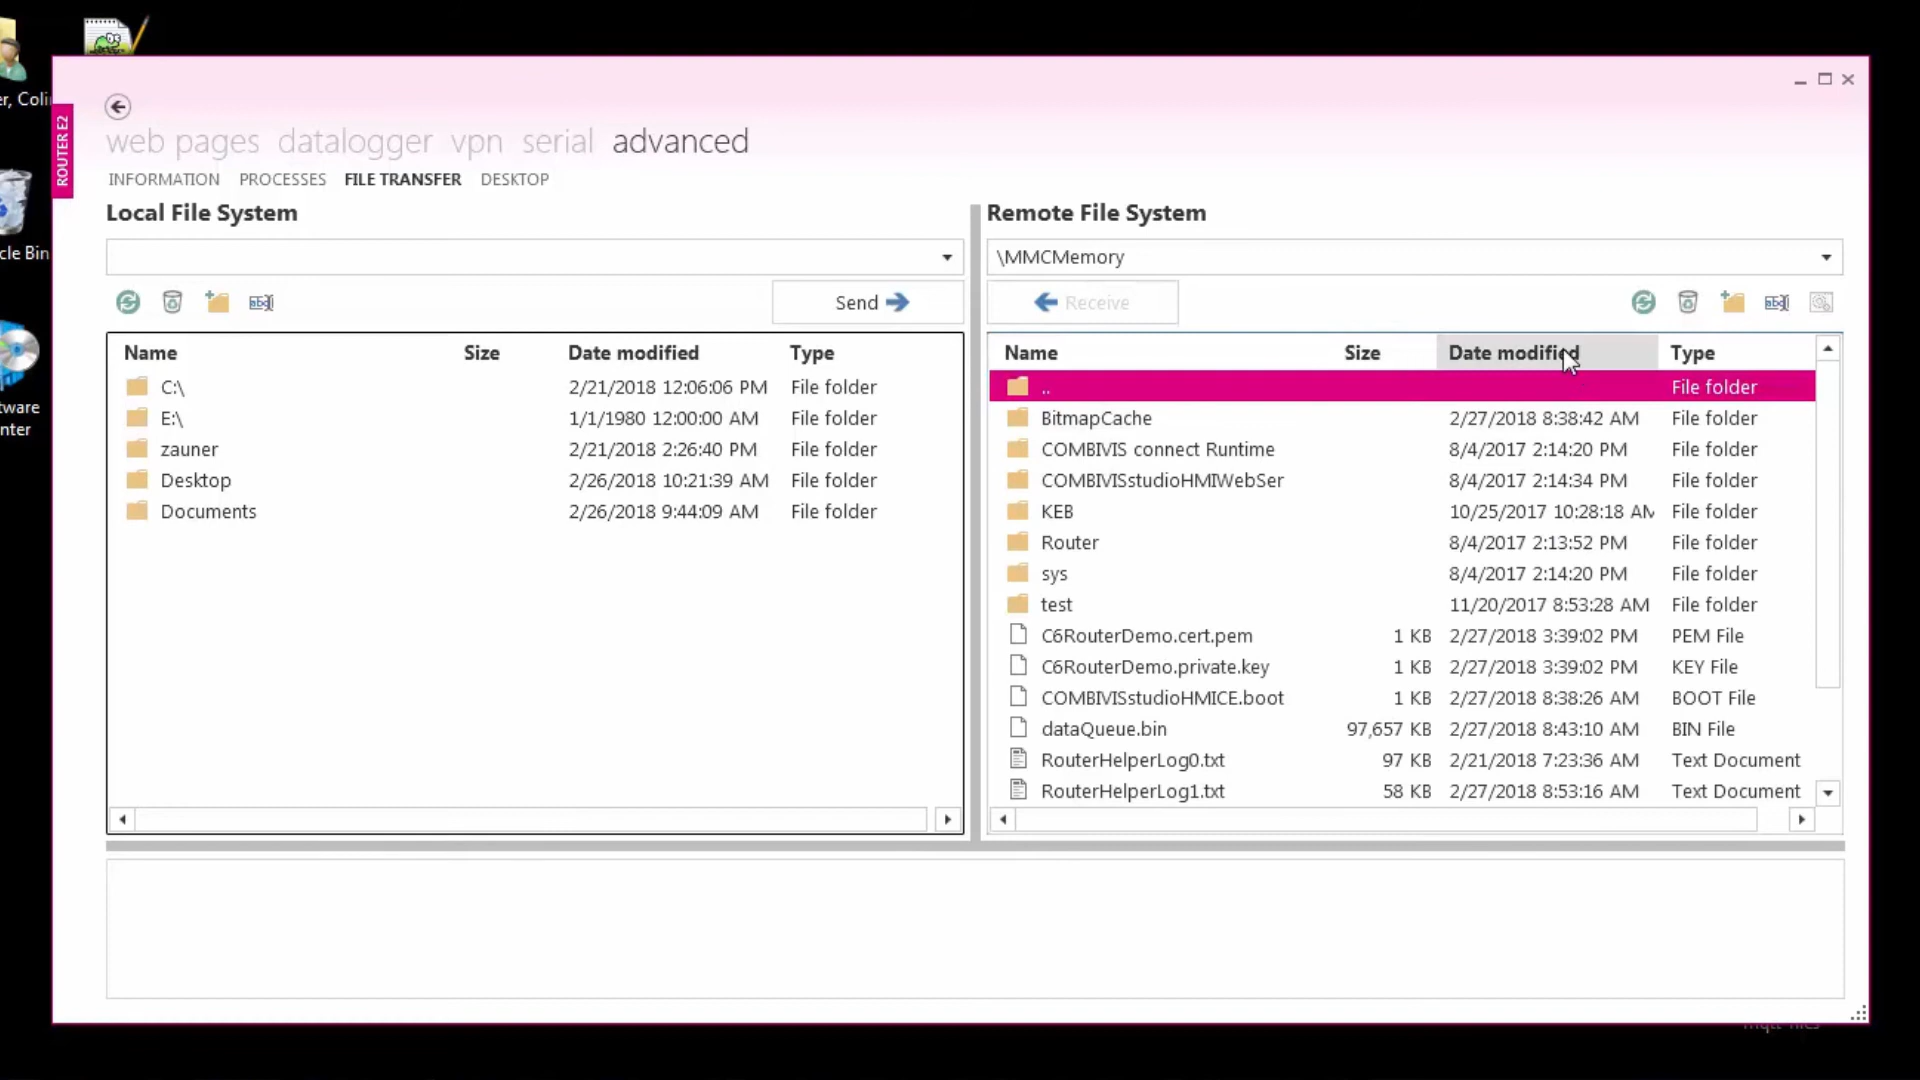 er, Coli
cle Bin
tware
nter
ROUTER E2
web pages datalogger vpn serial advanced
INFORMATION PROCESSES FILE TRANSFER DESKTOP
Local File System
Send
Name Size Date modified Type
C:\ 2/21/2018 12:06:06 PM File folder
E:\ 1/1/1980 12:00:00 AM File folder
zauner 2/21/2018 2:26:40 PM File folder
Desktop 2/26/2018 10:21:39 AM File folder
Documents 2/26/2018 9:44:09 AM File folder
Remote File System
\MMCMemory
Receive
Name Size Date modified Type
.. File folder
BitmapCache 2/27/2018 8:38:42 AM File folder
COMBIVIS connect Runtime 8/4/2017 2:14:20 PM File folder
COMBIVISstudioHMIWebSer 8/4/2017 2:14:34 PM File folder
KEB 10/25/2017 10:28:18 AM File folder
Router 8/4/2017 2:13:52 PM File folder
sys 8/4/2017 2:14:20 PM File folder
test 11/20/2017 8:53:28 AM File folder
C6RouterDemo.cert.pem 1 KB 2/27/2018 3:39:02 PM PEM File
C6RouterDemo.private.key 1 KB 2/27/2018 3:39:02 PM KEY File
COMBIVISstudioHMICE.boot 1 KB 2/27/2018 8:38:26 AM BOOT File
dataQueue.bin 97,657 KB 2/27/2018 8:43:10 AM BIN File
RouterHelperLog0.txt 97 KB 2/21/2018 7:23:36 AM Text Document
RouterHelperLog1.txt 58 KB 2/27/2018 8:53:16 AM Text Document